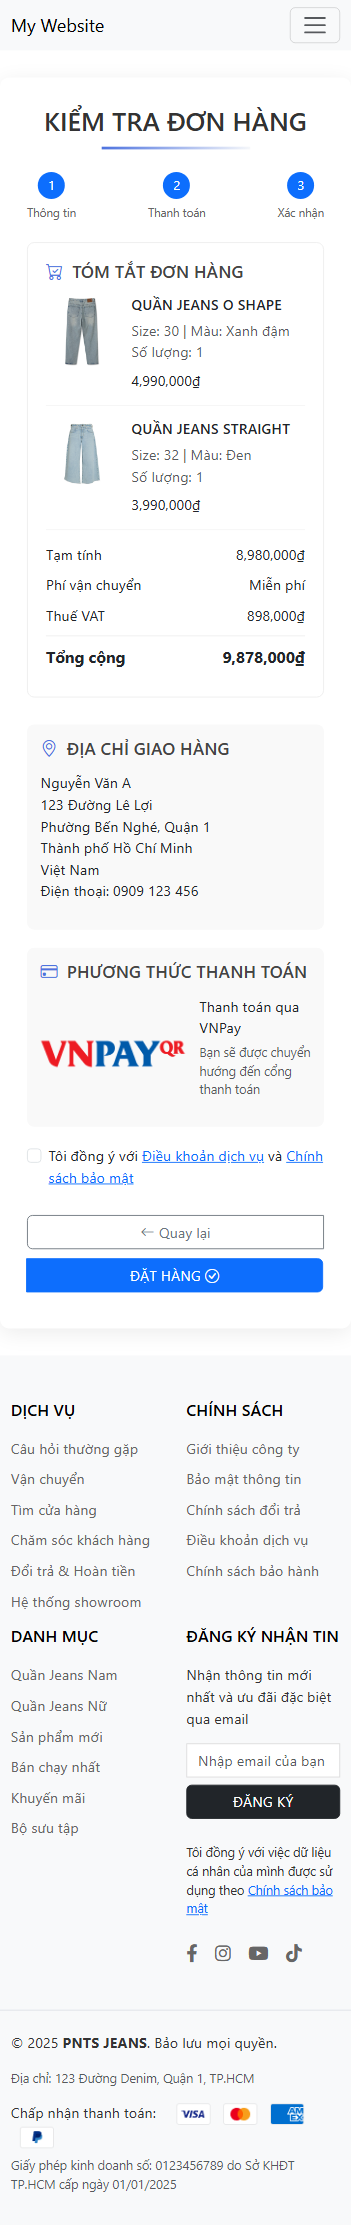 My Website
KIỂM TRA ĐƠN HÀNG
1
2
3
Thông tin
Thanh toán
Xác nhận
TÓM TẮT ĐƠN HÀNG
QUẦN JEANS O SHAPE
Size: 30 | Màu: Xanh đậm
Số lượng: 1
4,990,000₫
QUẦN JEANS STRAIGHT
Size: 32 | Màu: Đen
Số lượng: 1
3,990,000₫
Tạm tính 8,980,000₫
Phí vận chuyển Miễn phí
Thuế VAT 898,000₫
Tổng cộng 9,878,000₫
ĐỊA CHỈ GIAO HÀNG
Nguyễn Văn A
123 Đường Lê Lợi
Phường Bến Nghé, Quận 1
Thành phố Hồ Chí Minh
Việt Nam
Điện thoại: 0909 123 456
PHƯƠNG THỨC THANH TOÁN
VNPAYQR
Thanh toán qua
VNPay
Bạn sẽ được chuyển
hướng đến cổng
thanh toán
Tôi đồng ý với Điều khoản dịch vụ và Chính
sách bảo mật
Quay lại
ĐẶT HÀNG
DỊCH VỤ
Câu hỏi thường gặp
Vận chuyển
Tìm cửa hàng
Chăm sóc khách hàng
Đổi trả & Hoàn tiền
Hệ thống showroom
CHÍNH SÁCH
Giới thiệu công ty
Bảo mật thông tin
Chính sách đổi trả
Điều khoản dịch vụ
Chính sách bảo hành
DANH MỤC
Quần Jeans Nam
Quần Jeans Nữ
Sản phẩm mới
Bán chạy nhất
Khuyến mãi
Bộ sưu tập
ĐĂNG KÝ NHẬN TIN
Nhận thông tin mới
nhất và ưu đãi đặc biệt
qua email
Nhập email của bạn
ĐĂNG KÝ
Tôi đồng ý với việc dữ liệu
cá nhân của mình được sử
dụng theo Chính sách bảo
mật
© 2025 PNTS JEANS. Bảo lưu mọi quyền.
Địa chỉ: 123 Đường Denim, Quận 1, TP.HCM
Chấp nhận thanh toán: VISA AM EX
Giấy phép kinh doanh số: 0123456789 do Sở KHĐT
TP.HCM cấp ngày 01/01/2025